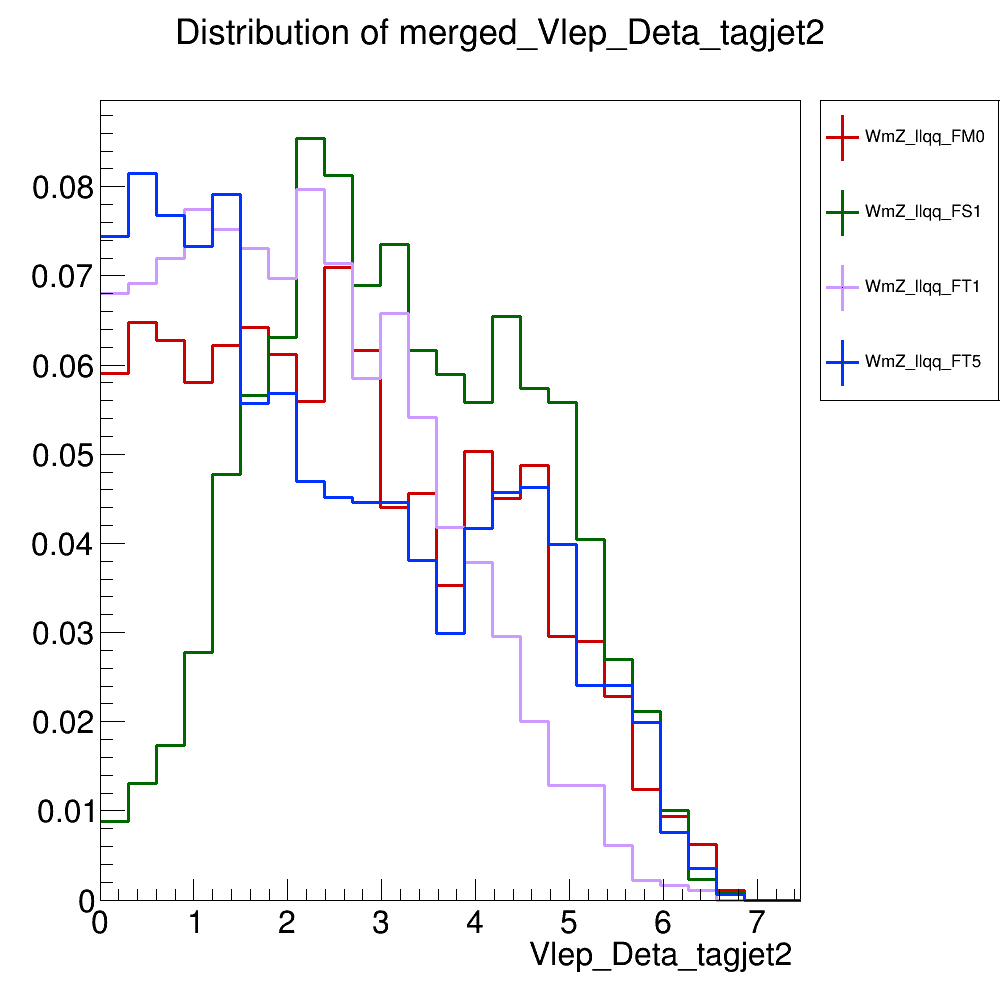 Distribution of merged_Vlep_Deta_tagjet2
WmZ_llqq_FM0
WmZ_llqq_FS1
WmZ_llqq_FT1
WmZ_llqq_FT5
0.08
0.07
0.06
0.05
0.04
0.03
0.02
0.01
0
0 1 2 3 4 5 6 7
Vlep_Deta_tagjet2